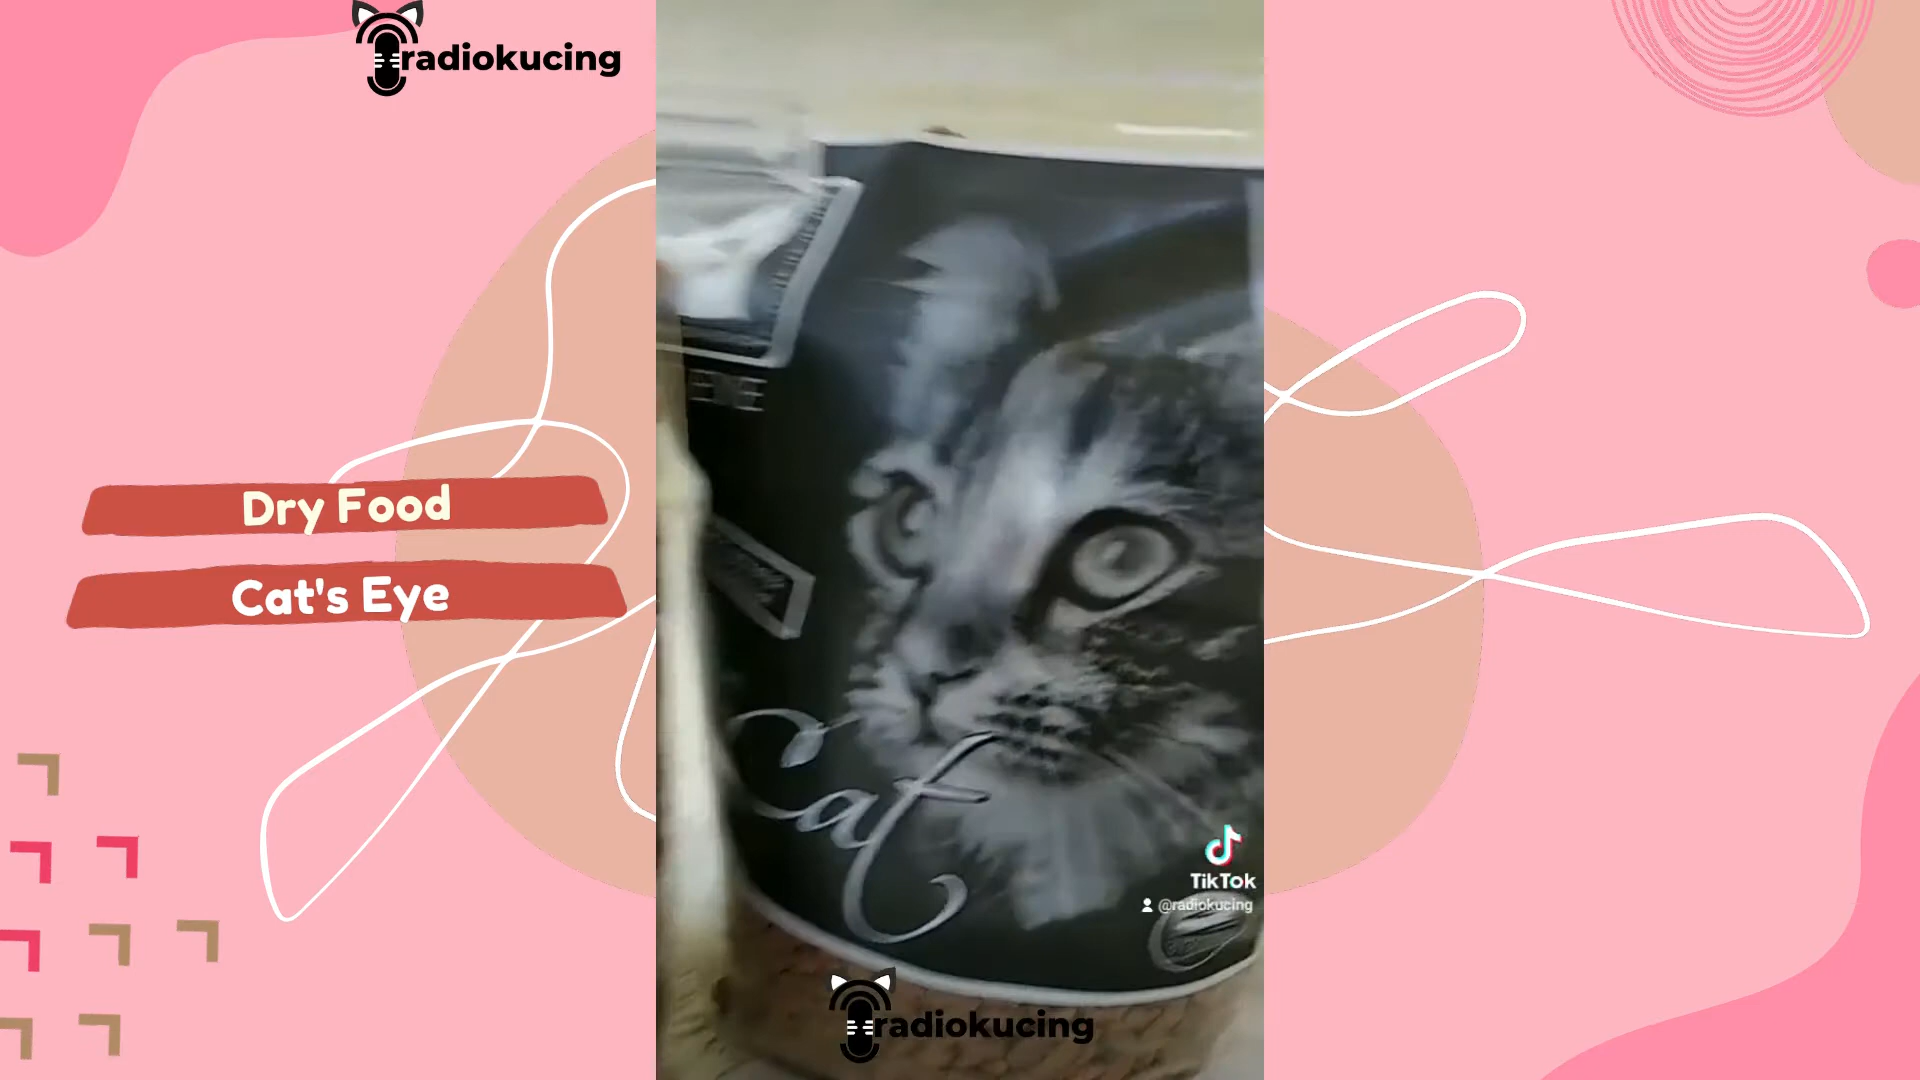 radiokucing
Dry Food
Cat's Eye
Cat
TikTok
@radiokucing
radiokucing